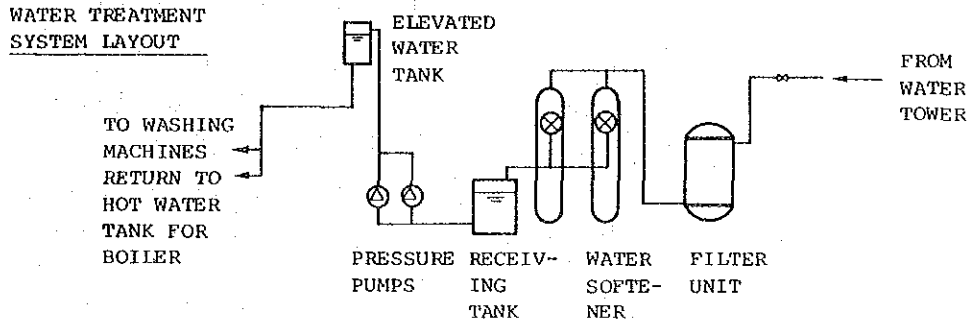 WATER TREATMENT
SYSTEM LAYOUT
ELEVATED
WATER
TANK
FROM
WATER
TOWER
TO WASHING
MACHINES
RETURN TO
HOT WATER
TANK FOR
BOILER
PRESSURE
PUMPS
RECEIV-
ING
TANK
WATER
SOFTE-
NER
FILTER
UNIT